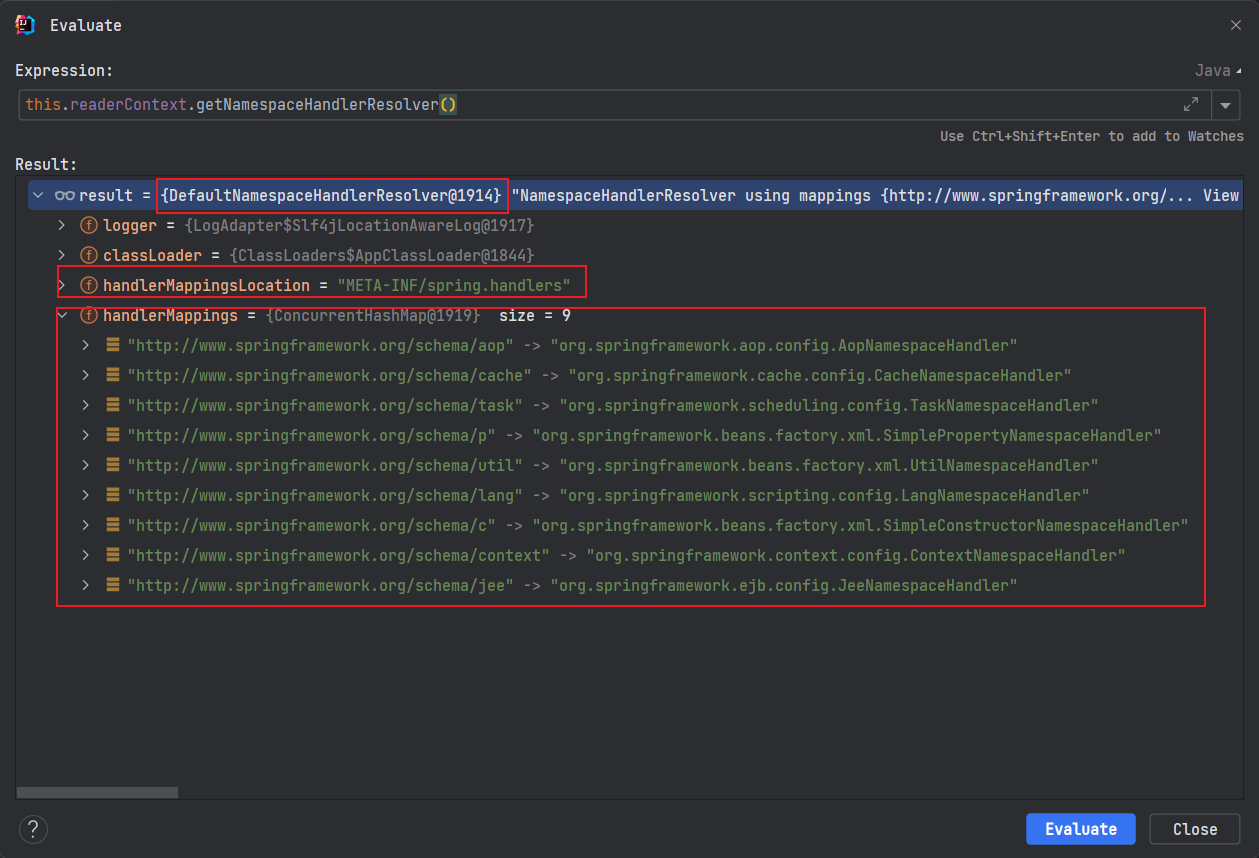 Evaluate
Expression:
Java
this.readerContext.getNamespaceHandlerResolver()
Use Ctrl+Shift+Enter to add to Watches
Result:
result = {DefaultNamespaceHandlerResolver@1914} "NamespaceHandlerResolver using mappings {http://www.springframework.org/... View
logger = {LogAdapter$Slf4jLocationAwareLog@1917}
classLoader = {ClassLoaders$AppClassLoader@1844}
handlerMappingsLocation = "META-INF/spring.handlers"
handlerMappings = {ConcurrentHashMap@1919} size = 9
"http://www.springframework.org/schema/aop" -> "org.springframework.aop.config.AopNamespaceHandler"
"http://www.springframework.org/schema/cache" -> "org.springframework.cache.config.CacheNamespaceHandler"
"http://www.springframework.org/schema/task" -> "org.springframework.scheduling.config.TaskNamespaceHandler"
"http://www.springframework.org/schema/p" -> "org.springframework.beans.factory.xml.SimplePropertyNamespaceHandler"
"http://www.springframework.org/schema/util" -> "org.springframework.beans.factory.xml.UtilNamespaceHandler"
"http://www.springframework.org/schema/lang" -> "org.springframework.scripting.config.LangNamespaceHandler"
"http://www.springframework.org/schema/c" -> "org.springframework.beans.factory.xml.SimpleConstructorNamespaceHandler"
"http://www.springframework.org/schema/context" -> "org.springframework.context.config.ContextNamespaceHandler"
"http://www.springframework.org/schema/jee" -> "org.springframework.ejb.config.JeeNamespaceHandler"
?
Evaluate
Close